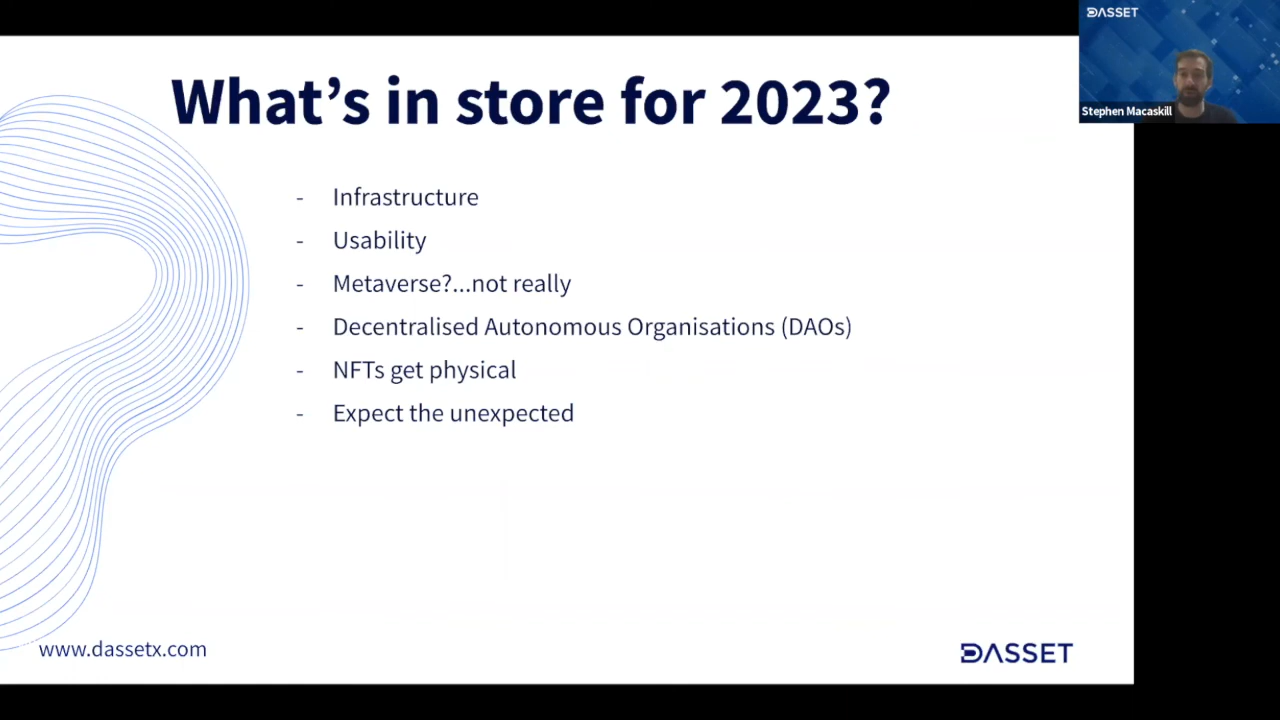 What's in store for 2023?
- Infrastructure
- Usability
- Metaverse?...not really
- Decentralised Autonomous Organisations (DAOs)
- NFTs get physical
- Expect the unexpected
www.dassetx.com
DASSET
DASSET
Stephen Macaskill